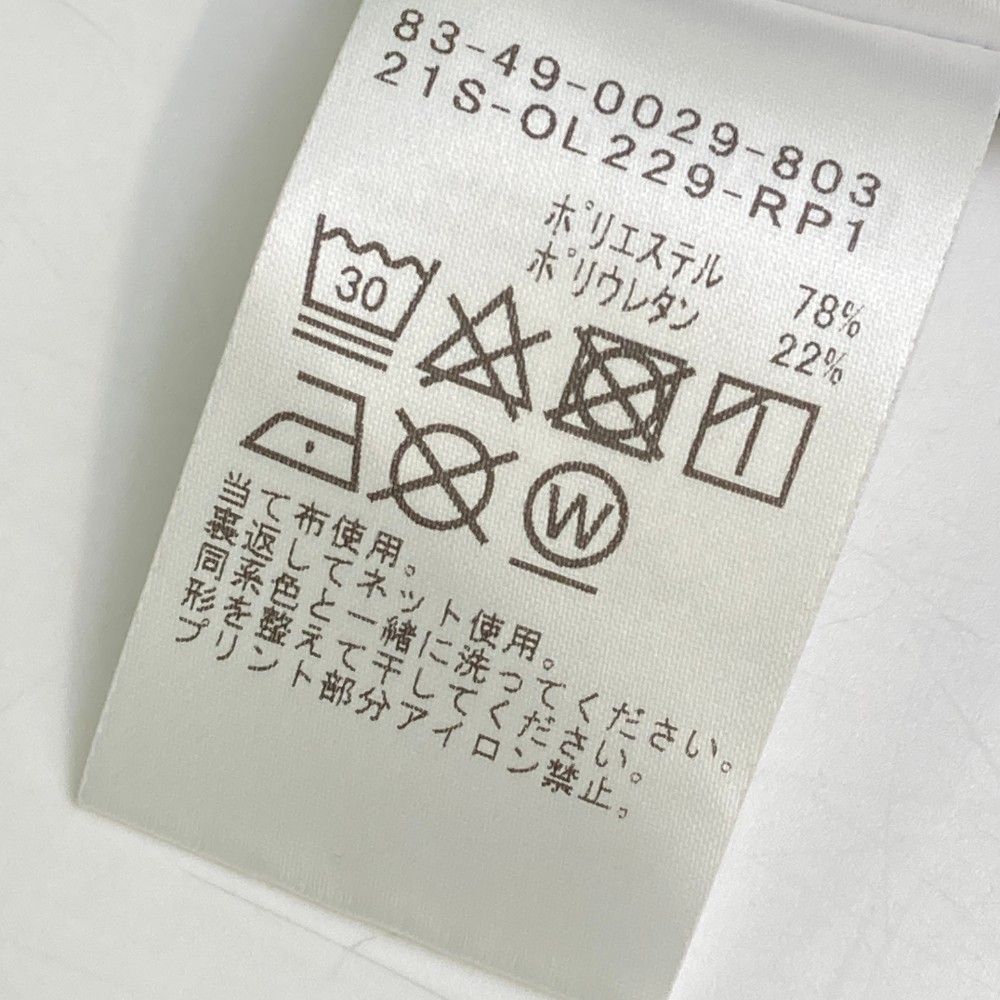 83-49-0029-803
21S-OL229-RP1
ポリエステル 78%
ポリウレタン 22%
30
W
当て布使用。
裏返してネット使用。
同系色と一緒に洗ってください。
形を整えて干してください。
プリント部分アイロン禁止。